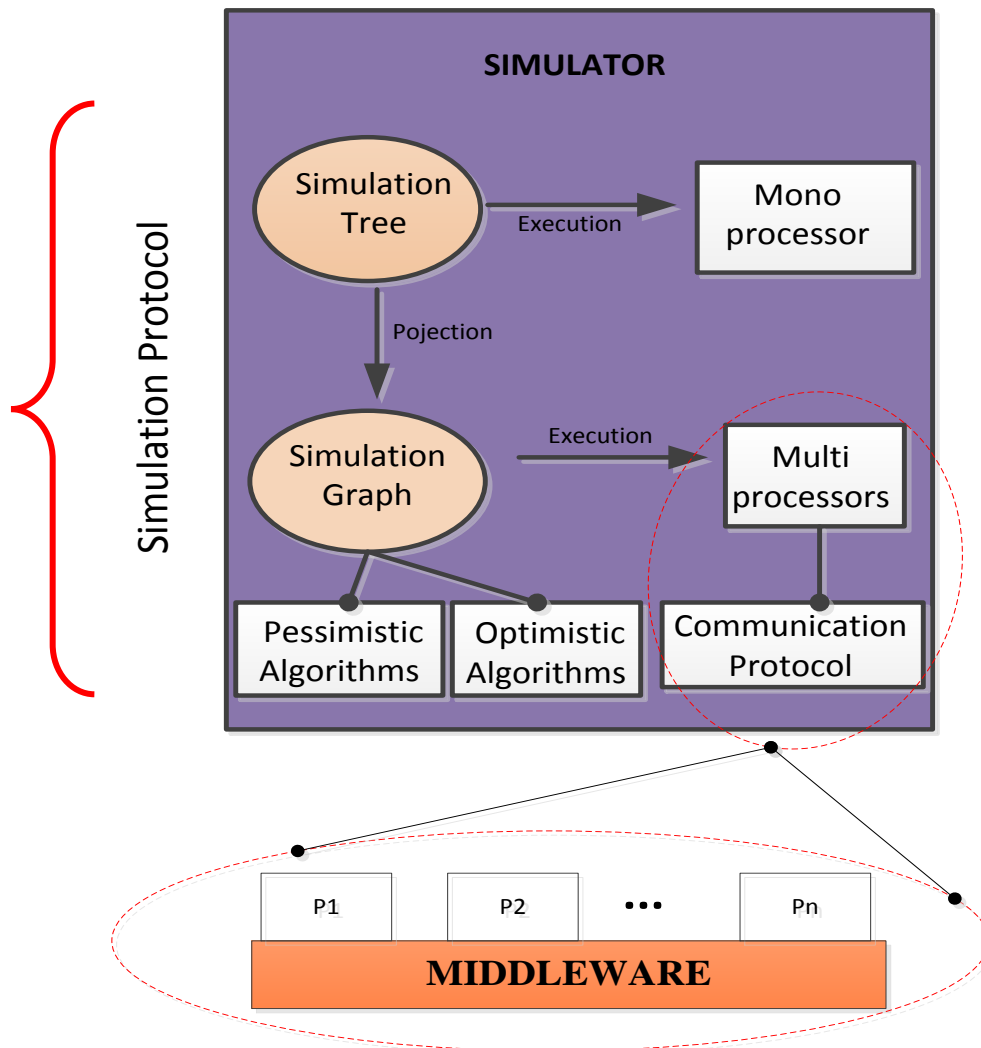 SIMULATOR
Simulation Protocol
Simulation
Tree
Execution
Mono
processor
Pojection
Simulation
Graph
Execution
Multi
processors
Pessimistic
Algorithms
Optimistic
Algorithms
Communication
Protocol
P1
P2
...
Pn
MIDDLEWARE